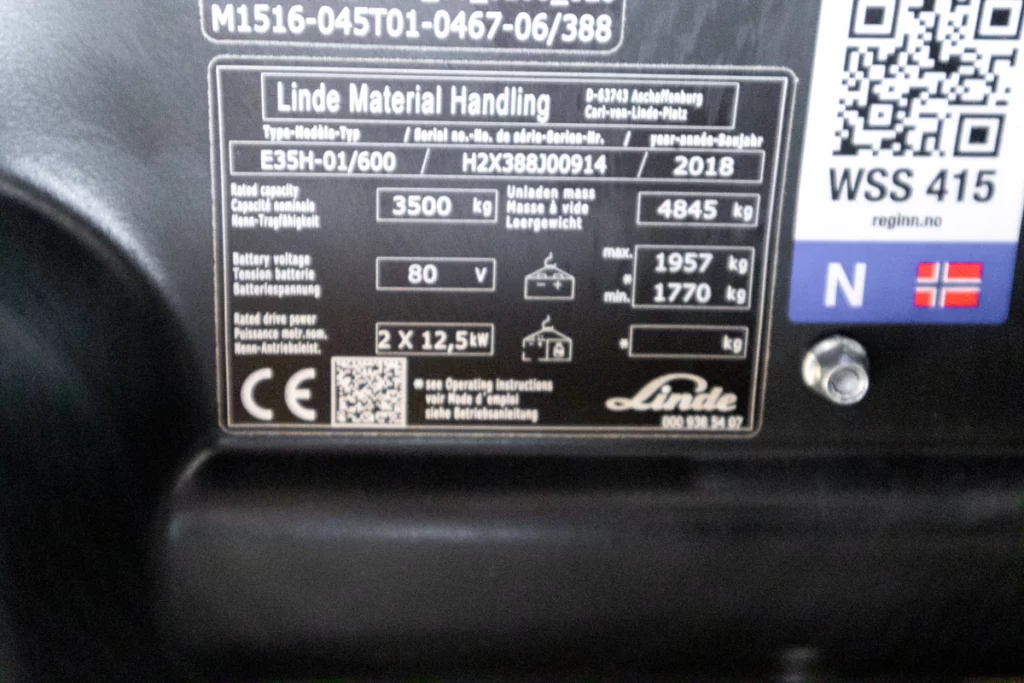 M1516-045T01-0467-06/388
Linde Material Handling
D-63743 Aschaffenburg
Carl-von-Linde-Platz
Type-Modèle-Typ / Serial no.-No. de série-Serien-Nr. / year-année-Baujahr
E35H-01/600 / H2X388J00914 / 2018
Rated capacity
Capacité nominale
Nenn-Tragfähigkeit
3500 kg
Unladen mass
Masse à vide
Leergewicht
4845 kg
Battery voltage
Tension batterie
Batteriespannung
80 V
max. 1957 kg
*
min. 1770 kg
Rated drive power
Puissance motr.nom.
Nenn-Antriebsleist.
2 X 12,5 kW
* kg
CE
* see Operating Instructions
voir Mode d'emploi
siehe Betriebsanleitung
Linde
000 938 54 07
WSS 415
reginn.no
N